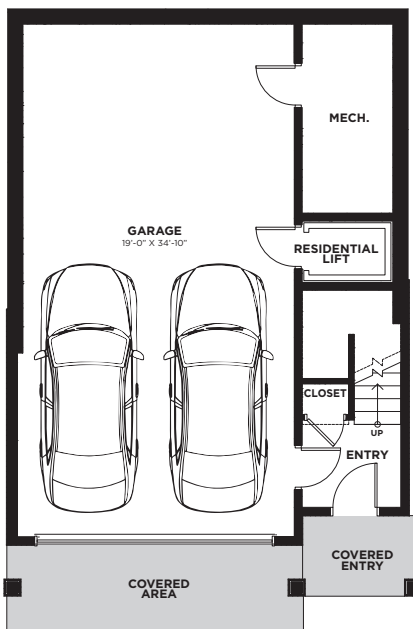 MECH.
GARAGE
19'-0" X 34'-10"
RESIDENTIAL
LIFT
CLOSET
UP
ENTRY
COVERED
ENTRY
COVERED
AREA